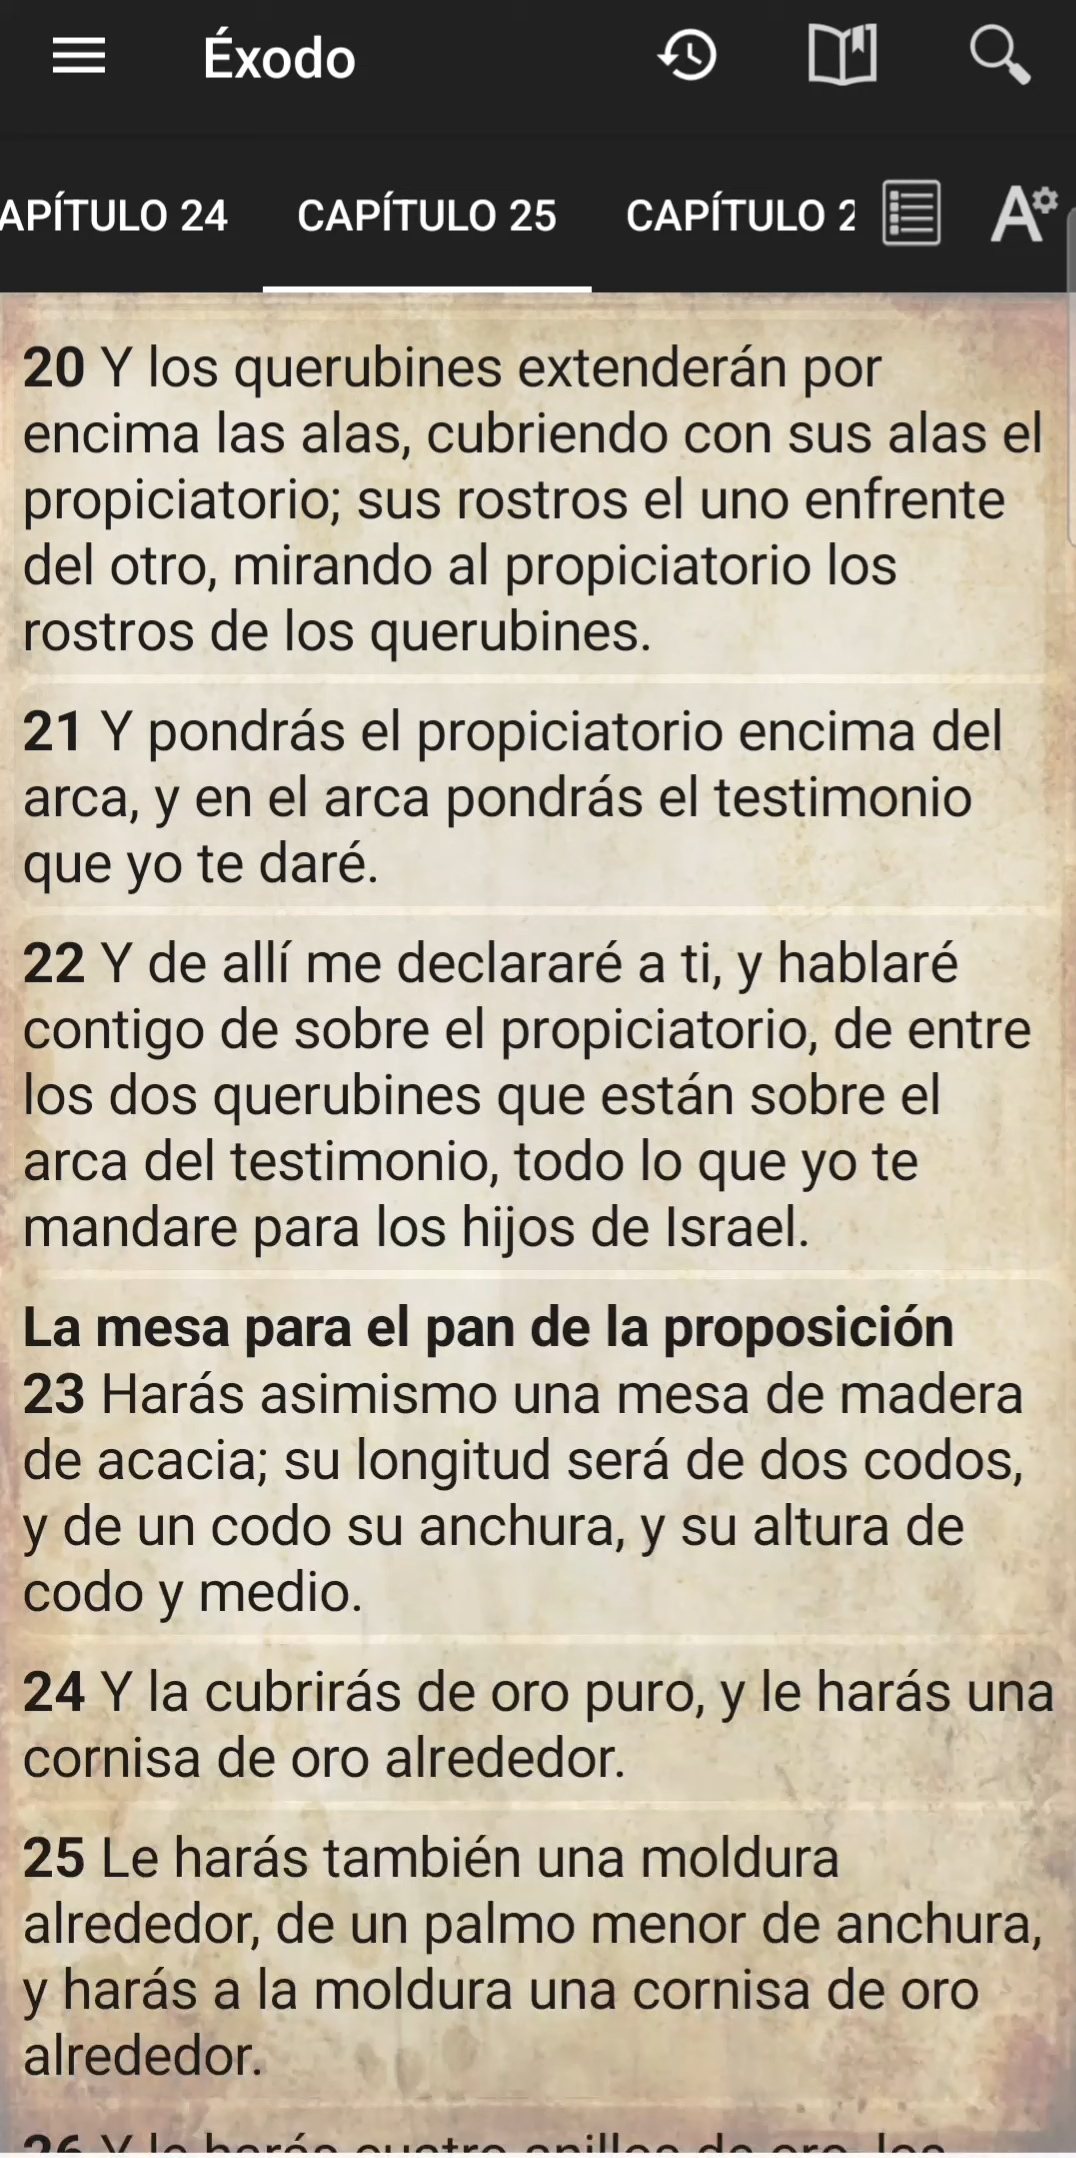 Éxodo
APÍTULO 24 CAPÍTULO 25 CAPÍTULO 2
20 Y los querubines extenderán por
encima las alas, cubriendo con sus alas el
propiciatorio; sus rostros el uno enfrente
del otro, mirando al propiciatorio los
rostros de los querubines.
21 Y pondrás el propiciatorio encima del
arca, y en el arca pondrás el testimonio
que yo te daré.
22 Y de allí me declararé a ti, y hablaré
contigo de sobre el propiciatorio, de entre
los dos querubines que están sobre el
arca del testimonio, todo lo que yo te
mandare para los hijos de Israel.
La mesa para el pan de la proposición
23 Harás asimismo una mesa de madera
de acacia; su longitud será de dos codos,
y de un codo su anchura, y su altura de
codo y medio.
24 Y la cubrirás de oro puro, y le harás una
cornisa de oro alrededor.
25 Le harás también una moldura
alrededor, de un palmo menor de anchura,
y harás a la moldura una cornisa de oro
alrededor.
26 Y le harás cuatro anillos de oro, los